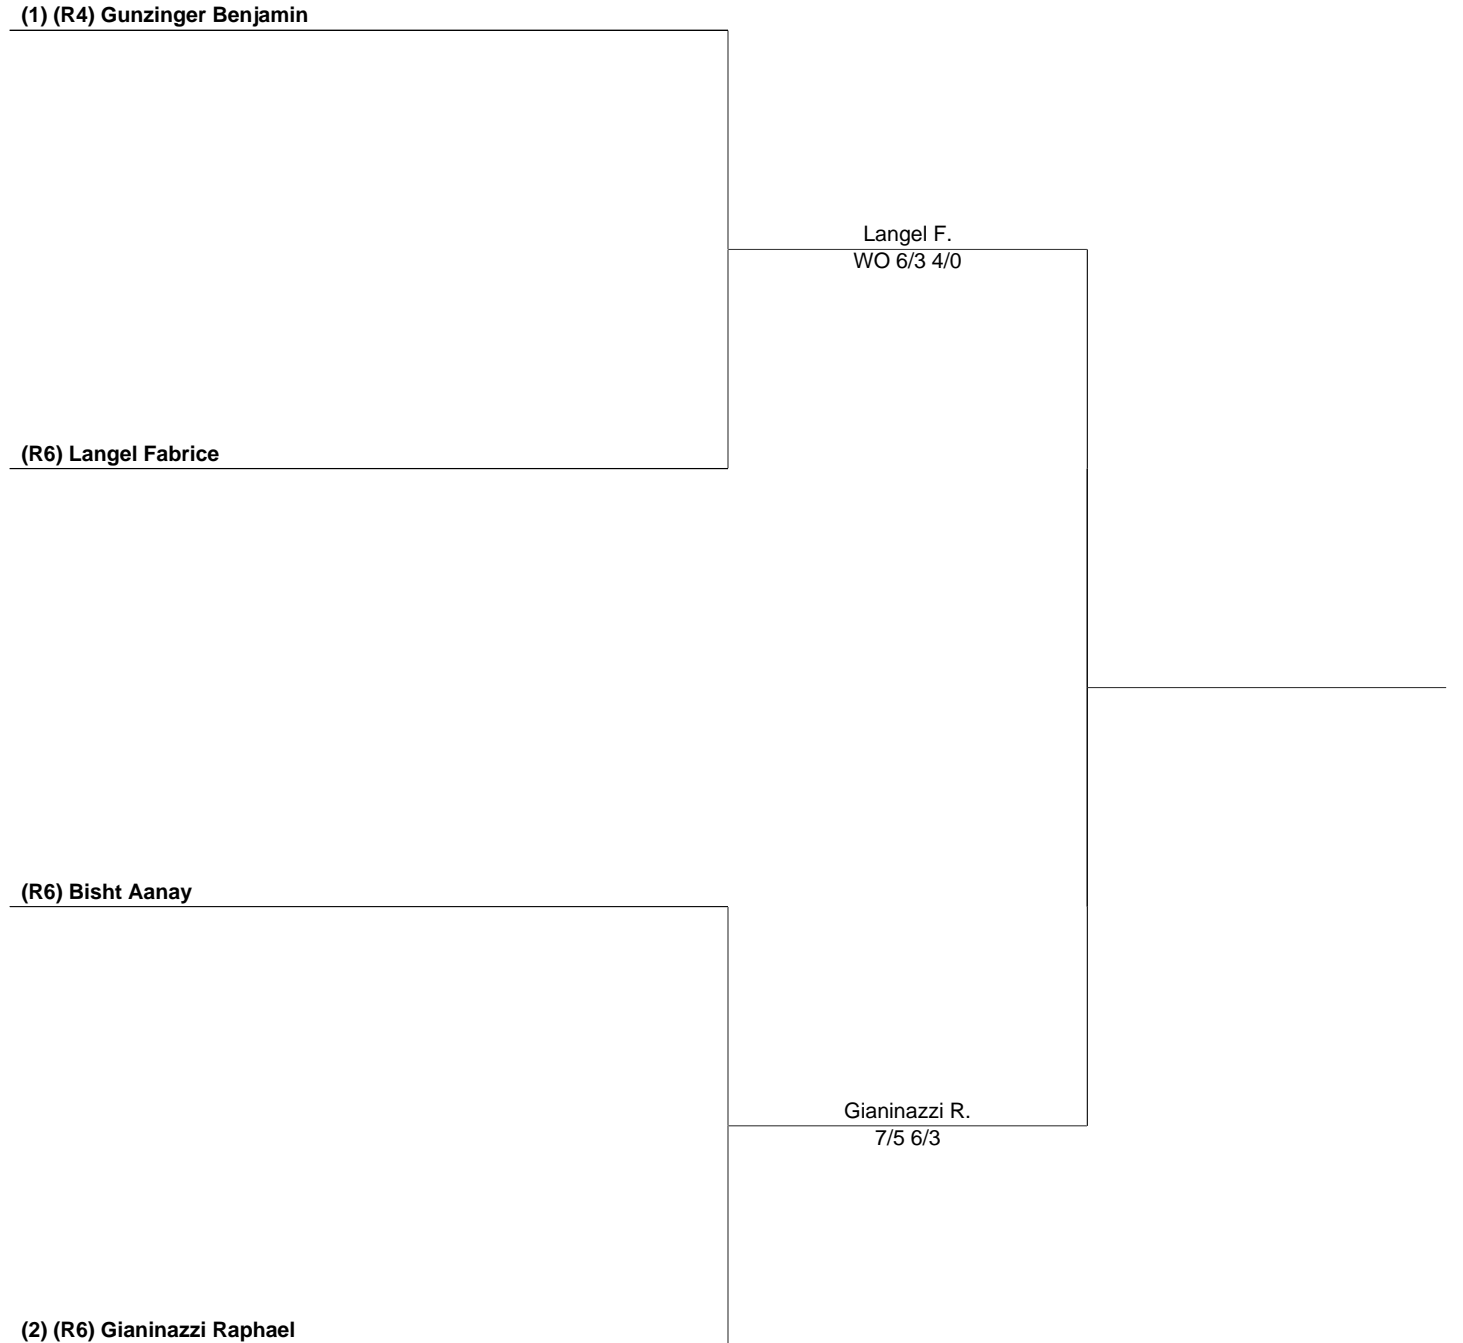 (1) (R4) Gunzinger Benjamin
Langel F.
WO 6/3 4/0
(R6) Langel Fabrice
(R6) Bisht Aanay
Gianinazzi R.
7/5 6/3
(2) (R6) Gianinazzi Raphael